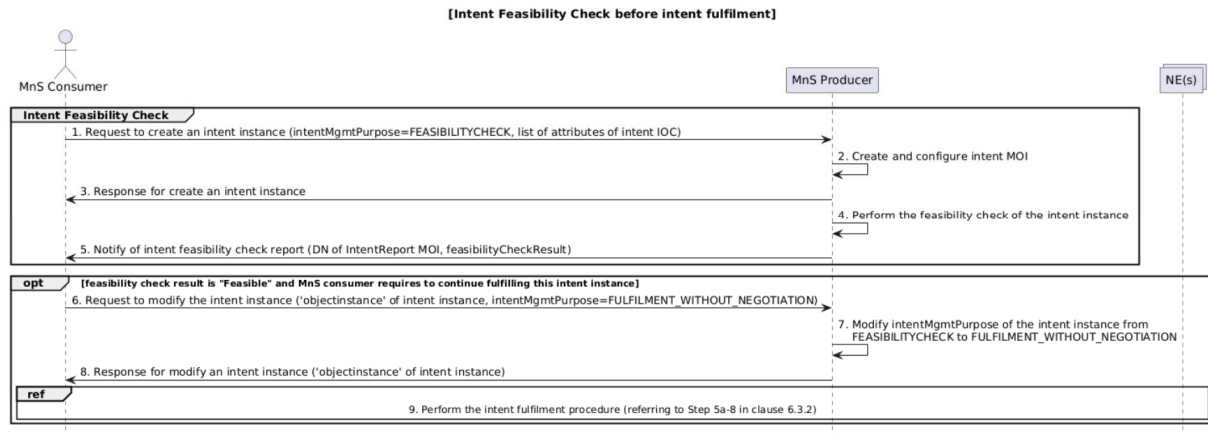 [Intent Feasibility Check before intent fulfilment]
MnS Consumer
MnS Producer
NE(s)
Intent Feasibility Check
1. Request to create an intent instance (intentMgmtPurpose=FEASIBILITYCHECK, list of attributes of intent IOC)
2. Create and configure intent MOI
3. Response for create an intent instance
4. Perform the feasibility check of the intent instance
5. Notify of intent feasibility check report (DN of IntentReport MOI, feasibilityCheckResult)
opt [feasibility check result is "Feasible" and MnS consumer requires to continue fulfilling this intent instance]
6. Request to modify the intent instance ('objectinstance' of intent instance, intentMgmtPurpose=FULFILMENT_WITHOUT_NEGOTIATION)
7. Modify intentMgmtPurpose of the intent instance from
FEASIBILITYCHECK to FULFILMENT_WITHOUT_NEGOTIATION
8. Response for modify an intent instance ('objectinstance' of intent instance)
ref
9. Perform the intent fulfilment procedure (referring to Step 5a-8 in clause 6.3.2)